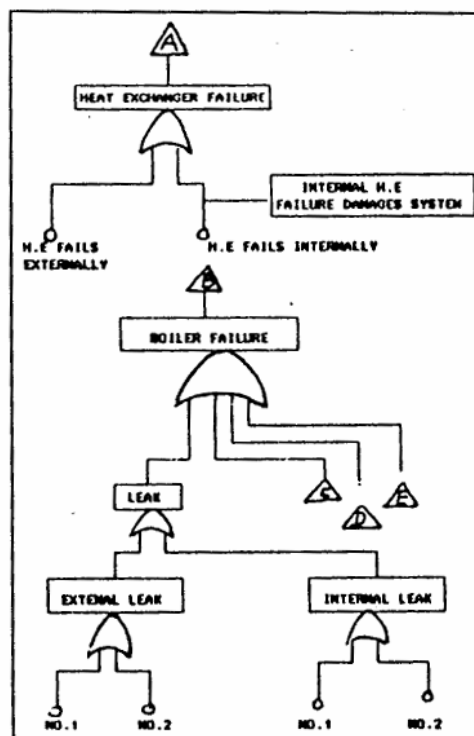 A
HEAT EXCHANGER FAILURE
INTERNAL H.E
FAILURE DAMAGES SYSTEM
H.E FAILS
EXTERNALLY
H.E FAILS INTERNALLY
B
BOILER FAILURE
LEAK
D
E
EXTENAL LEAK
INTERNAL LEAK
NO.1
NO.2
NO.1
NO.2